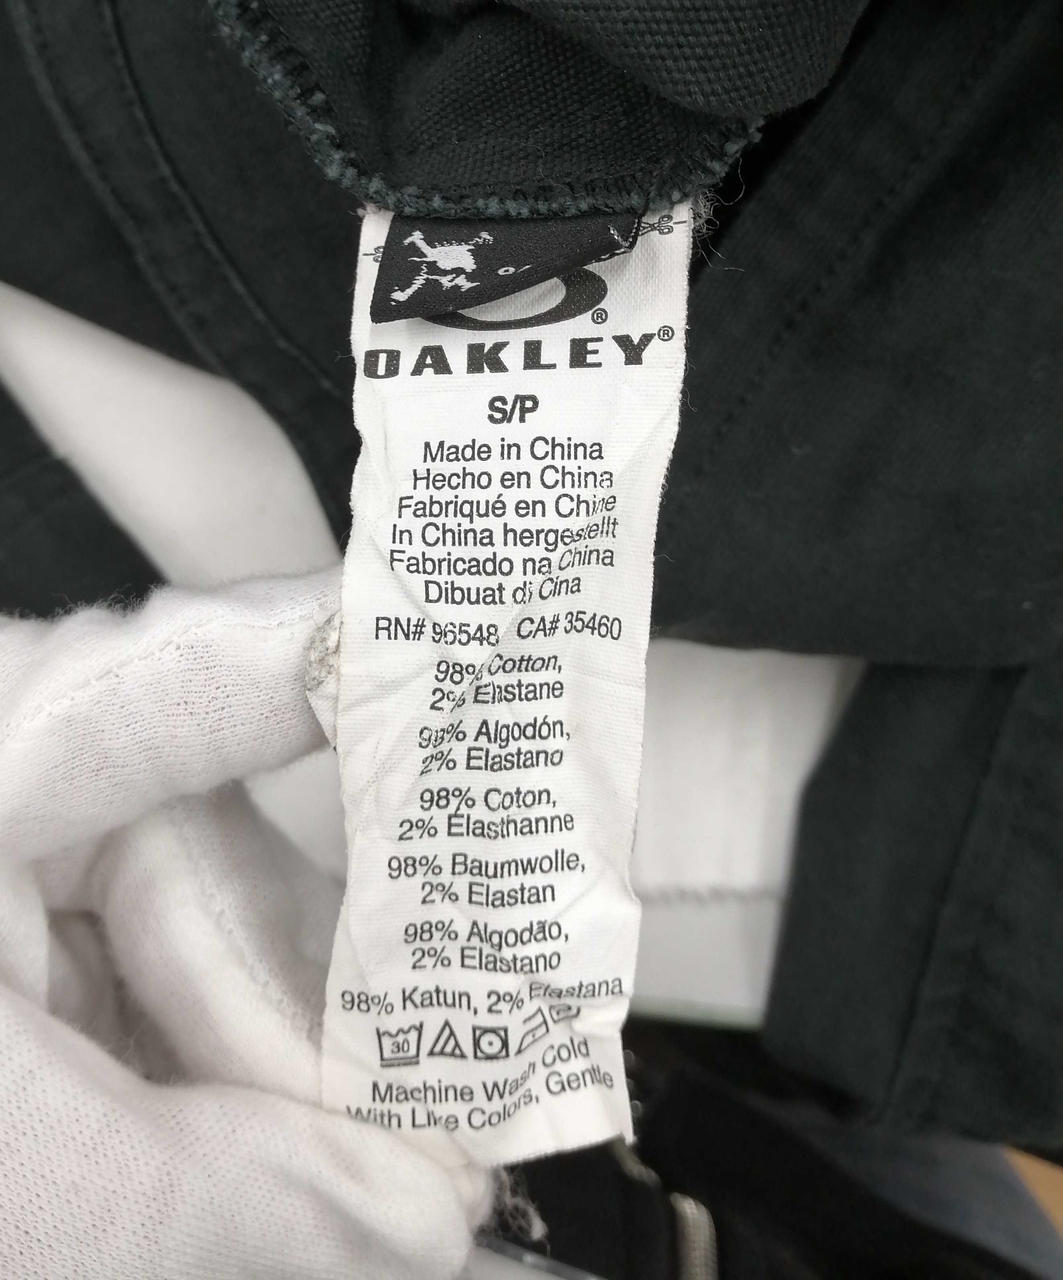 ®
OAKLEY®
S/P
Made in China
Hecho en China
Fabriqué en Chine
In China hergestellt
Fabricado na China
Dibuat di Cina
RN# 96548 CA# 35460
98% Cotton,
2% Elastane
98% Algodón,
2% Elastano
98% Coton,
2% Élasthanne
98% Baumwolle,
2% Elastan
98% Algodão,
2% Elastano
98% Katun, 2% Elastana
30
Machine Wash Cold
With Like Colors, Gentle